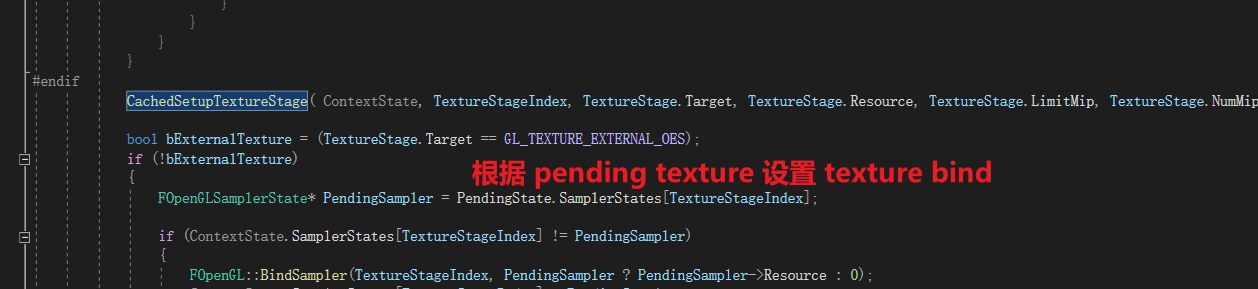 }
}
}
}
#endif
CachedSetupTextureStage( ContextState, TextureStageIndex, TextureStage.Target, TextureStage.Resource, TextureStage.LimitMip, TextureStage.NumMip
bool bExternalTexture = (TextureStage.Target == GL_TEXTURE_EXTERNAL_OES);
if (!bExternalTexture)
根据 pending texture 设置 texture bind
{
FOpenGLSamplerState* PendingSampler = PendingState.SamplerStates[TextureStageIndex];
if (ContextState.SamplerStates[TextureStageIndex] != PendingSampler)
{
FOpenGL::BindSampler(TextureStageIndex, PendingSampler ? PendingSampler->Resource : 0);